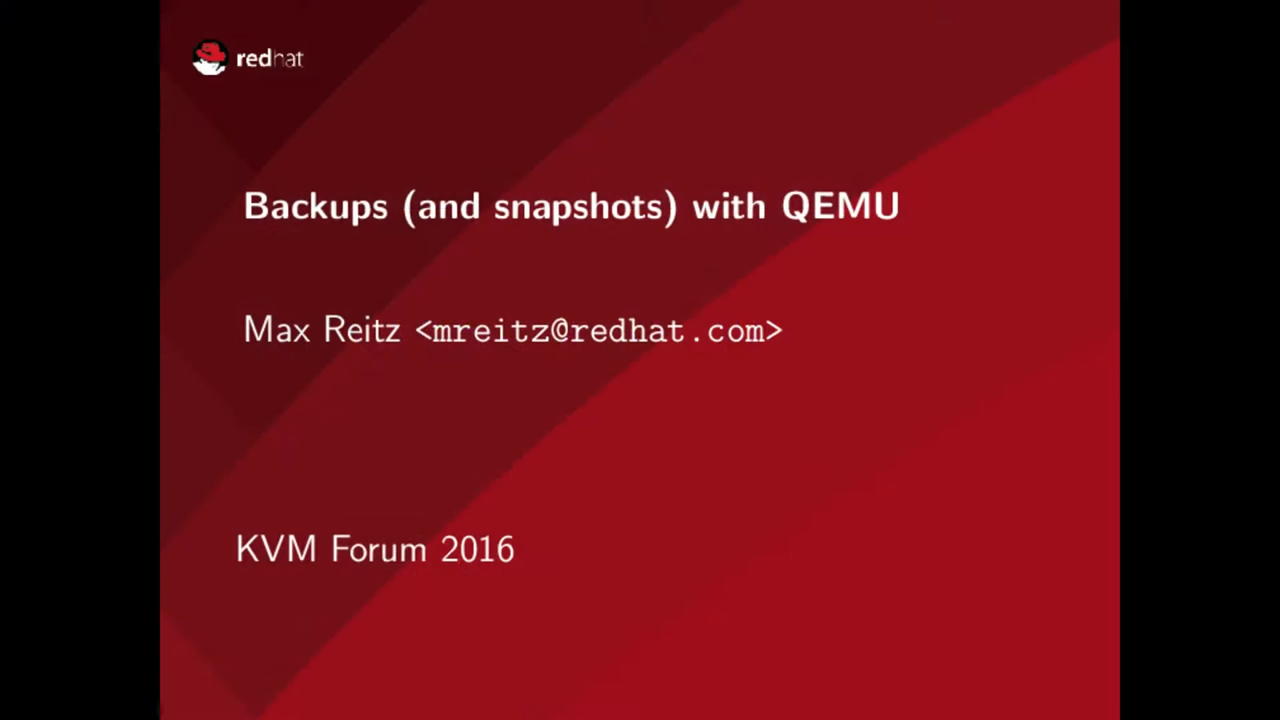 redhat
Backups (and snapshots) with QEMU
Max Reitz <mreitz@redhat.com>
KVM Forum 2016